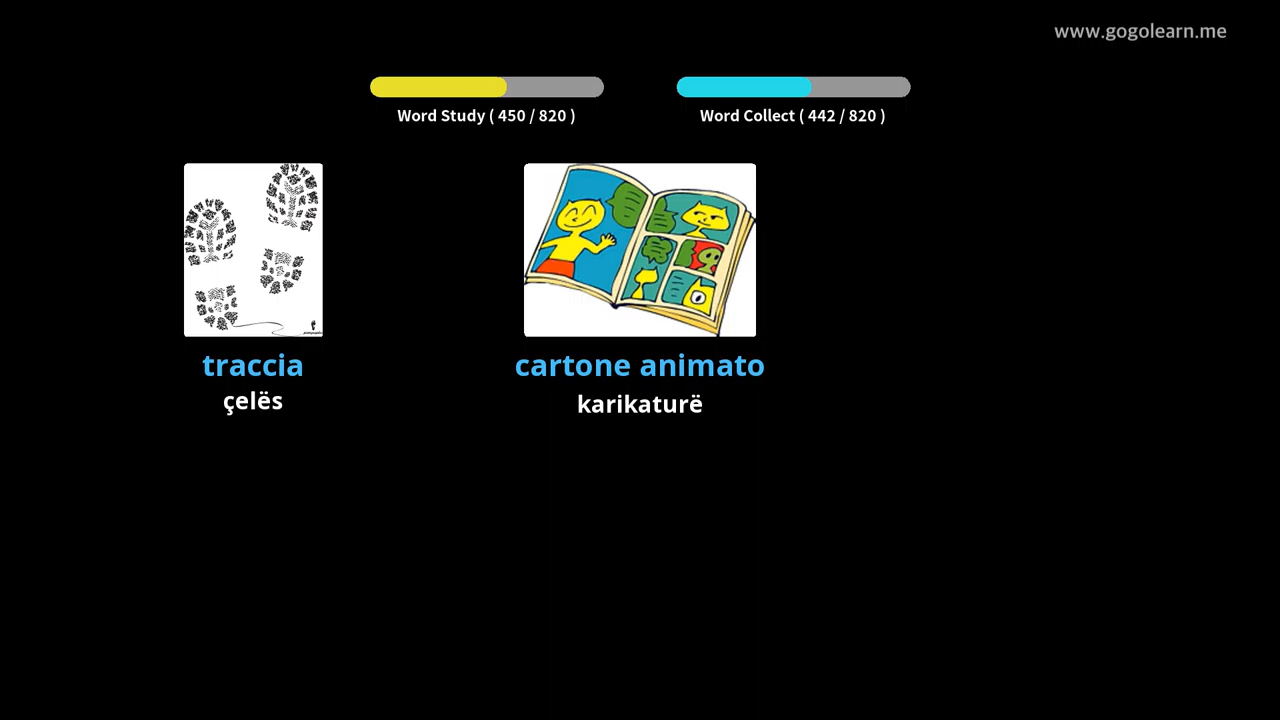 www.gogolearn.me
Word Study ( 450 / 820 )
Word Collect ( 442 / 820 )
traccia
çelës
cartone animato
karikaturë